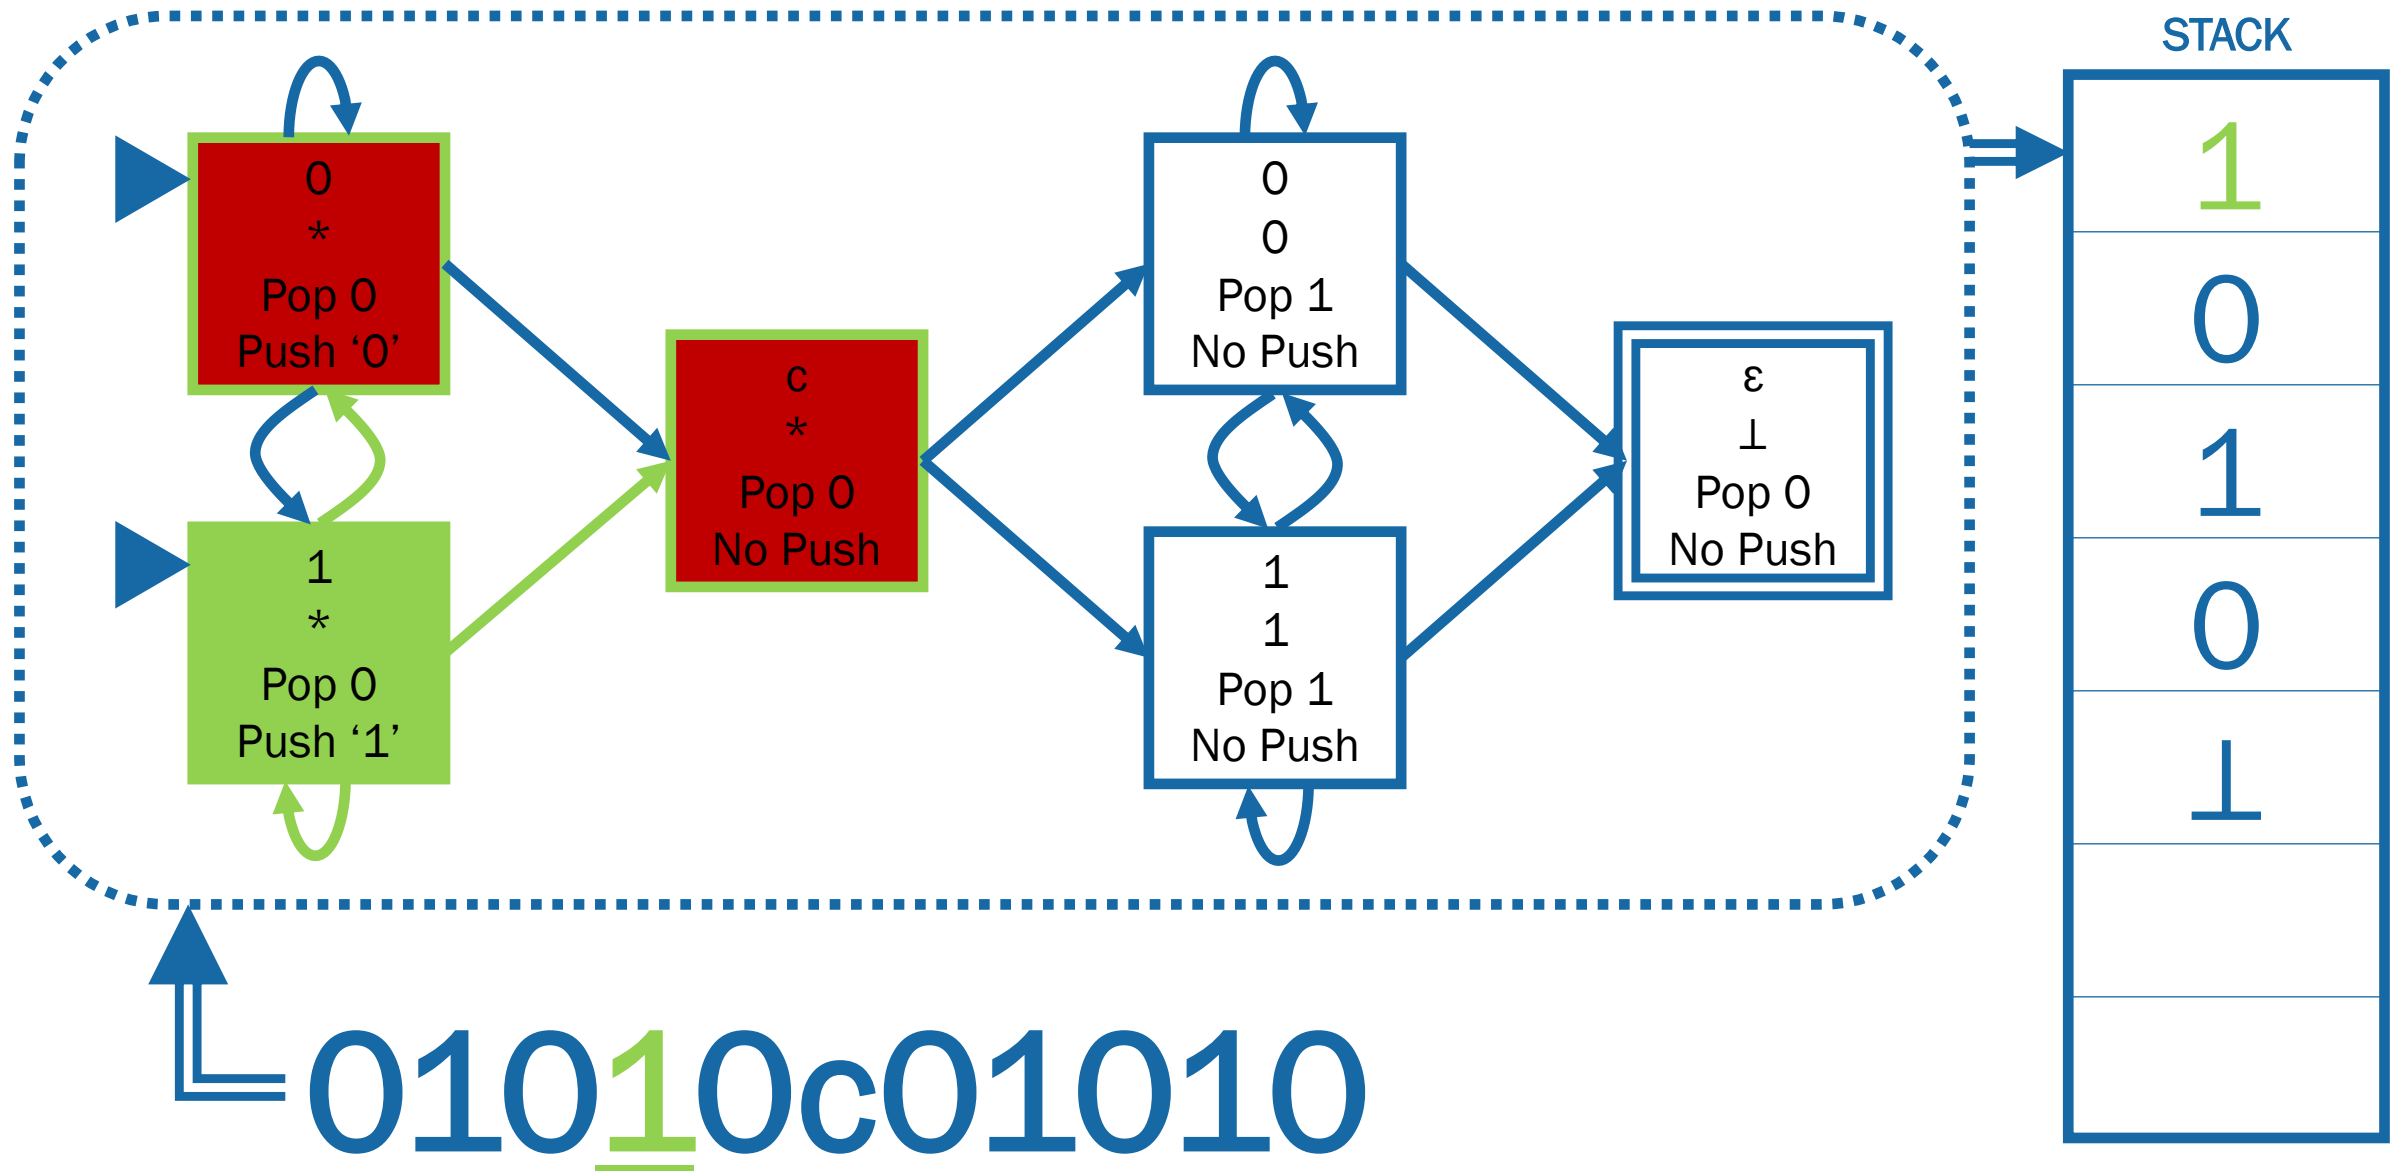 STACK
0
*
Pop 0
Push ‘0’
1
*
Pop 0
Push ‘1’
c
*
Pop 0
No Push
0
0
Pop 1
No Push
1
1
Pop 1
No Push
ε
⊥
Pop 0
No Push
1
0
1
0
⊥
01010c01010